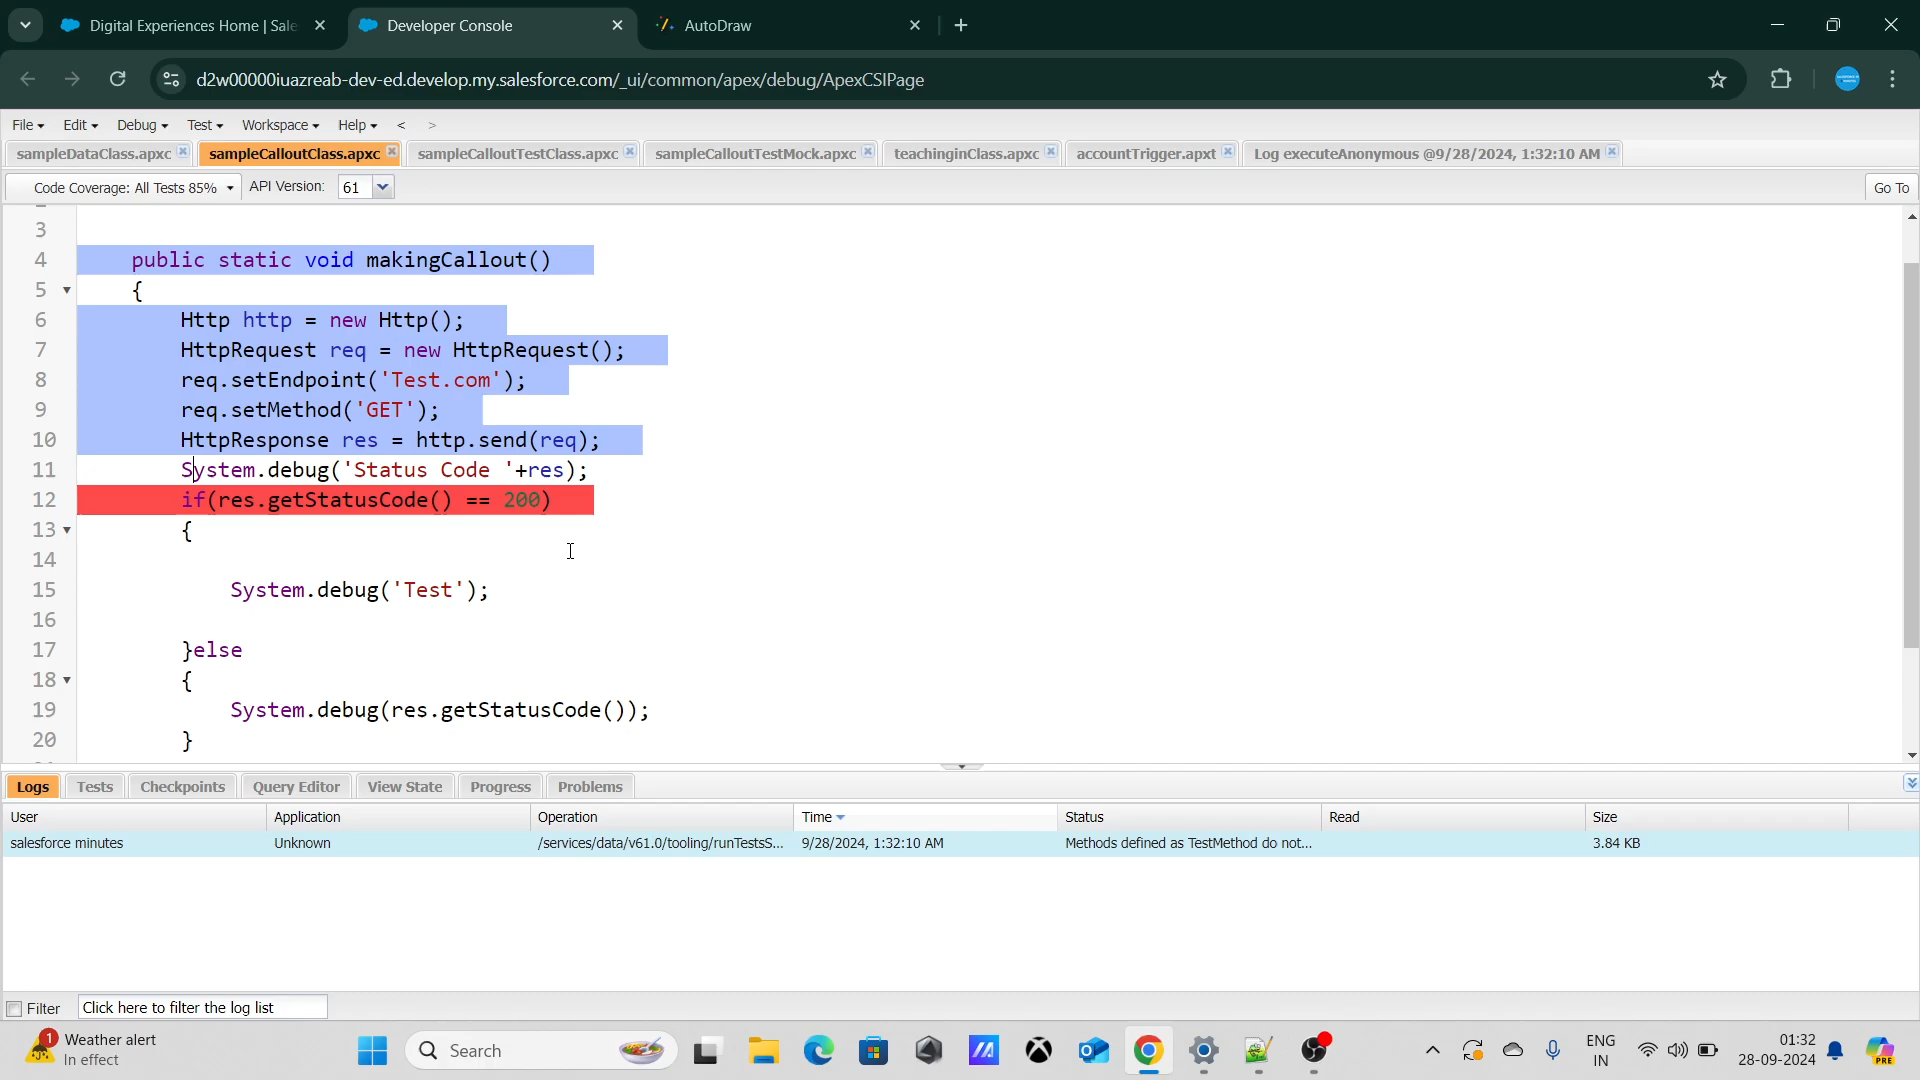 Digital Experiences Home | Sale
Developer Console
AutoDraw
d2w00000iuazreab-dev-ed.develop.my.salesforce.com/_ui/common/apex/debug/ApexCSIPage
File Edit Debug Test Workspace Help < >
sampleDataClass.apxc sampleCalloutClass.apxc sampleCalloutTestClass.apxc sampleCalloutTestMock.apxc teachinginClass.apxc accountTrigger.apxt Log executeAnonymous @9/28/2024, 1:32:10 AM
Code Coverage: All Tests 85% API Version: 61 Go To
3
4 public static void makingCallout()
5 {
6 Http http = new Http();
7 HttpRequest req = new HttpRequest();
8 req.setEndpoint('Test.com');
9 req.setMethod('GET');
10 HttpResponse res = http.send(req);
11 System.debug('Status Code '+res);
12 if(res.getStatusCode() == 200)
13 {
14
15 System.debug('Test');
16
17 }else
18 {
19 System.debug(res.getStatusCode());
20 }
Logs Tests Checkpoints Query Editor View State Progress Problems
User Application Operation Time Status Read Size
salesforce minutes Unknown /services/data/v61.0/tooling/runTestsS... 9/28/2024, 1:32:10 AM Methods defined as TestMethod do not... 3.84 KB
Filter Click here to filter the log list
1 Weather alert
In effect
Search
ENG
IN
01:32
28-09-2024
PRE